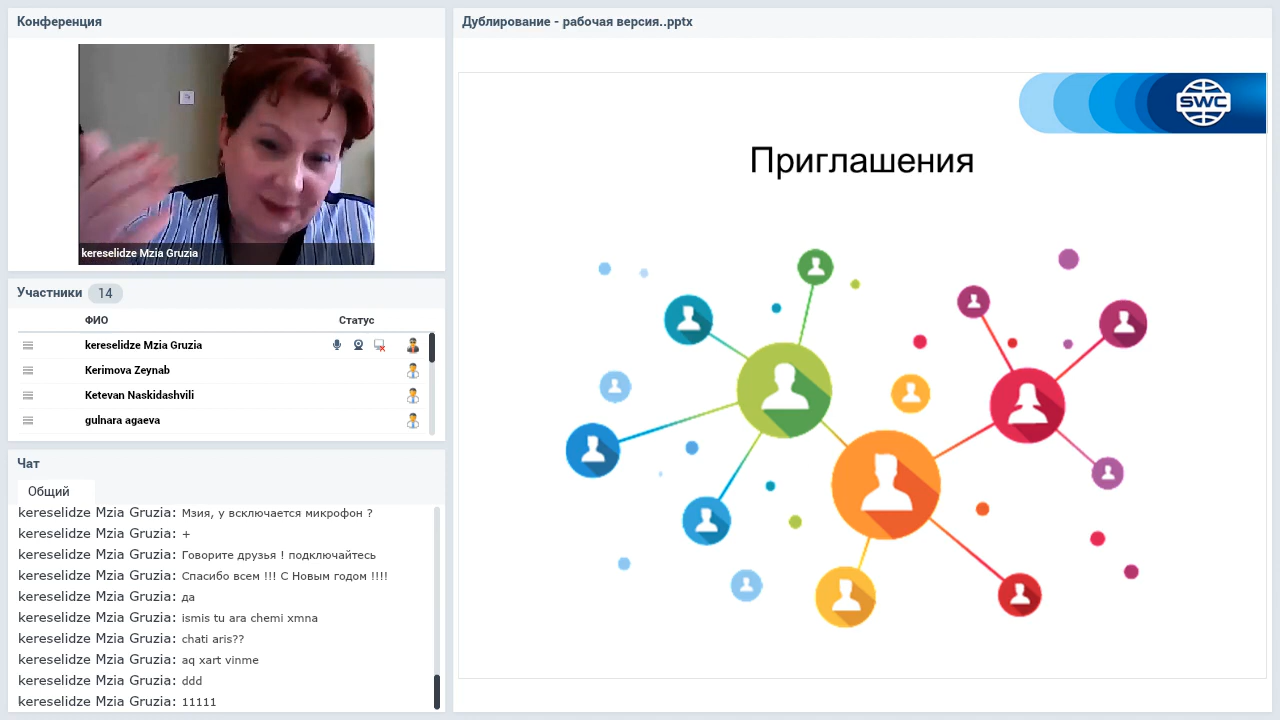 Конференция
kereselidze Mzia Gruzia
Участники 14
ФИО Статус
kereselidze Mzia Gruzia
Kerimova Zeynab
Ketevan Naskidashvili
gulnara agaeva
Чат
Общий
kereselidze Mzia Gruzia: Мзия, у всключается микрофон ?
kereselidze Mzia Gruzia: +
kereselidze Mzia Gruzia: Говорите друзья ! подключайтесь
kereselidze Mzia Gruzia: Спасибо всем !!! С Новым годом !!!!
kereselidze Mzia Gruzia: да
kereselidze Mzia Gruzia: ismis tu ara chemi xmna
kereselidze Mzia Gruzia: chati aris??
kereselidze Mzia Gruzia: aq xart vinme
kereselidze Mzia Gruzia: ddd
kereselidze Mzia Gruzia: 11111
Дублирование - рабочая версия..pptx
SWC
Приглашения